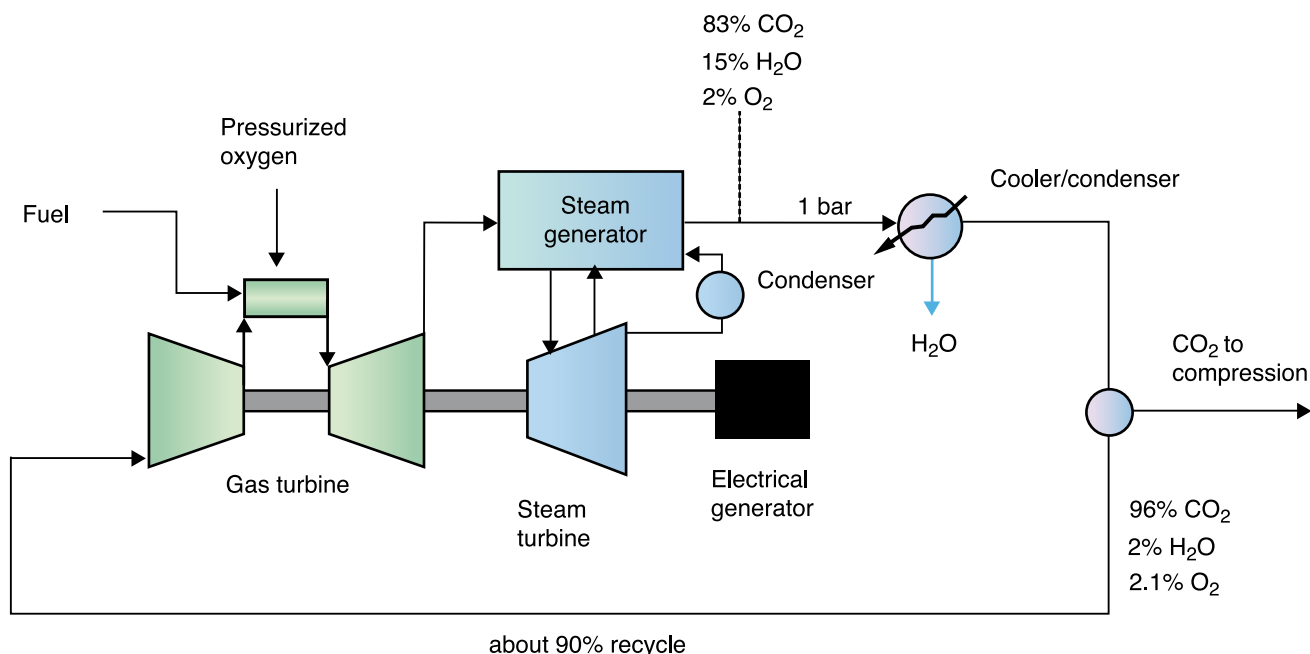 83% CO₂
15% H₂O
2% O₂
Pressurized
oxygen
Fuel
Steam
generator
1 bar
Cooler/condenser
Condenser
H₂O
CO₂ to
compression
Gas turbine
Steam
turbine
Electrical
generator
96% CO₂
2% H₂O
2.1% O₂
about 90% recycle